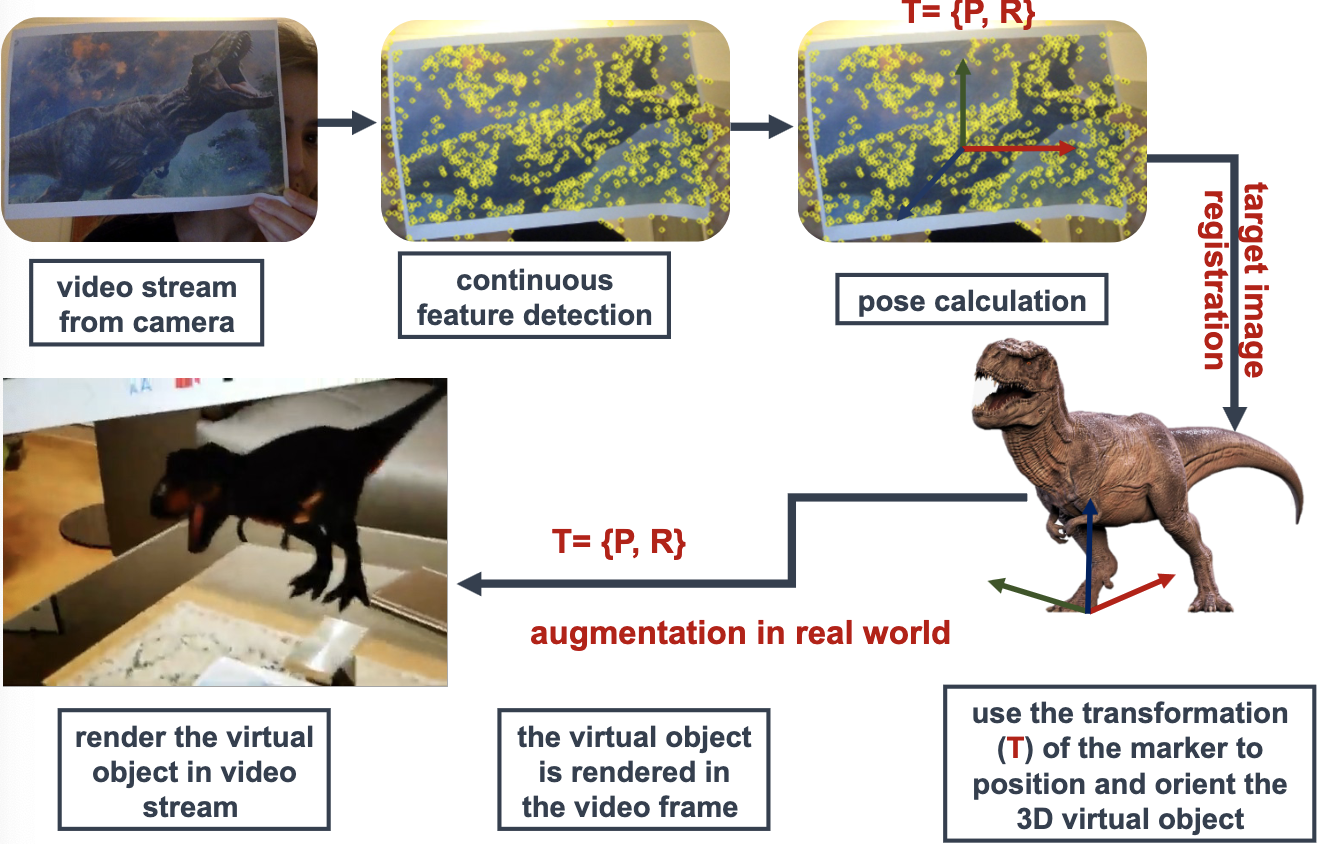 T= {P, R}
video stream
from camera
continuous
feature detection
pose calculation
target image
registration
T= {P, R}
augmentation in real world
render the virtual
object in video
stream
the virtual object
is rendered in
the video frame
use the transformation
(T) of the marker to
position and orient the
3D virtual object